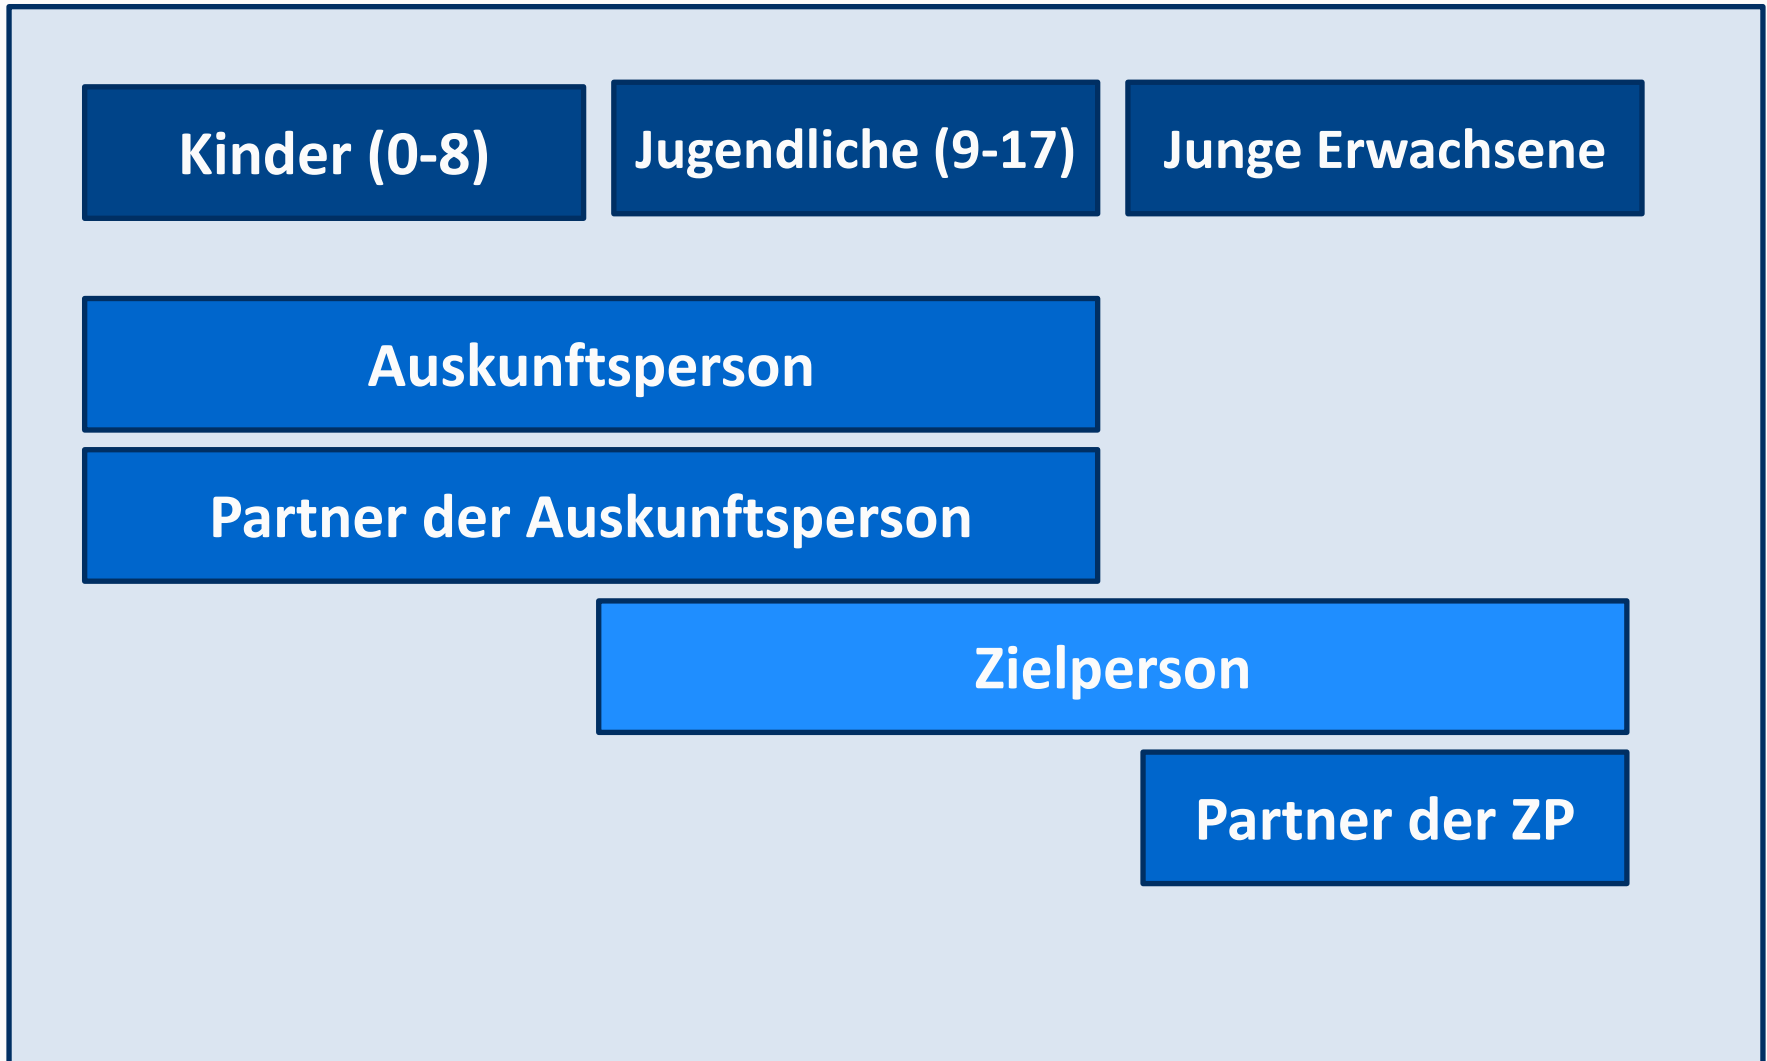 Kinder (0-8)
Jugendliche (9-17)
Junge Erwachsene
Auskunftsperson
Partner der Auskunftsperson
Zielperson
Partner der ZP